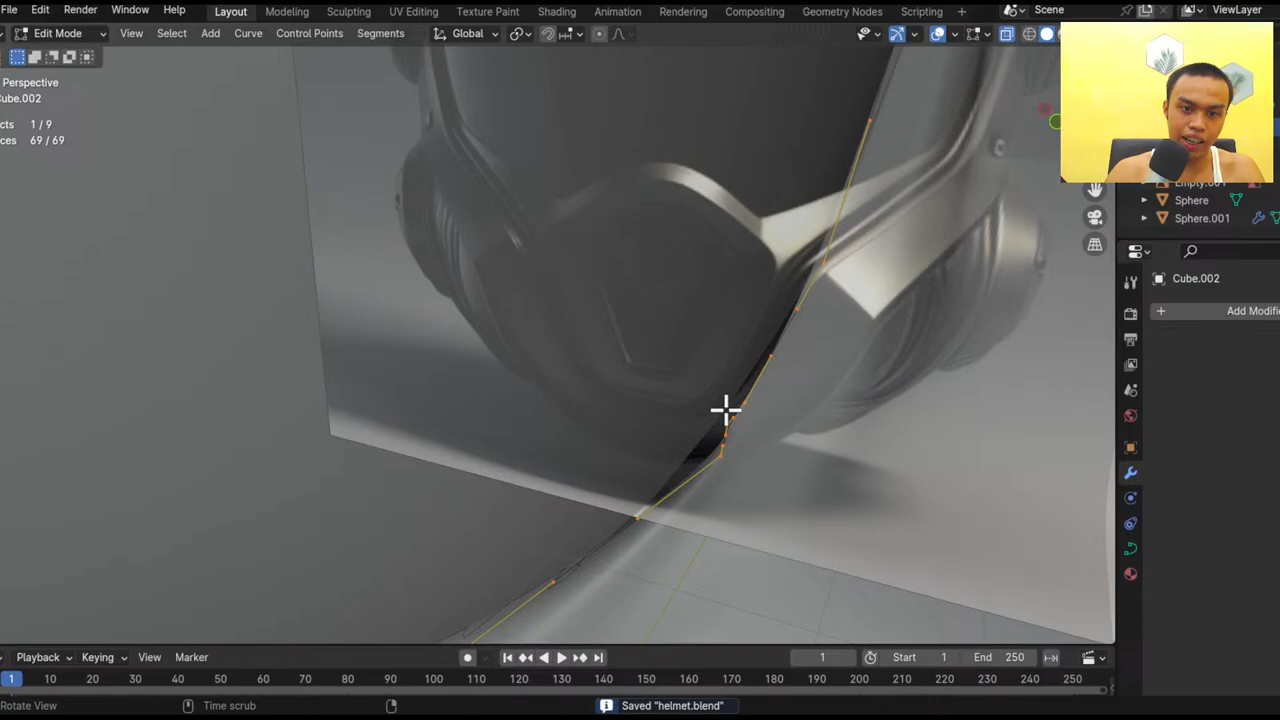 File Edit Render Window Help Layout Modeling Sculpting UV Editing Texture Paint Shading Animation Rendering Compositing Geometry Nodes Scripting + Scene ViewLayer
Edit Mode View Select Add Curve Control Points Segments Global
Perspective
Cube.002
cts 1 / 9
ces 69 / 69
Empty.001
Sphere
Sphere.001
Cube.002
+ Add Modifi
Playback Keying View Marker 1 Start 1 End 250
1 10 20 30 40 50 60 70 80 90 100 110 120 130 140 150 160 170 180 190 200 210 220 230 240 250
Rotate View Time scrub Saved "helmet.blend"